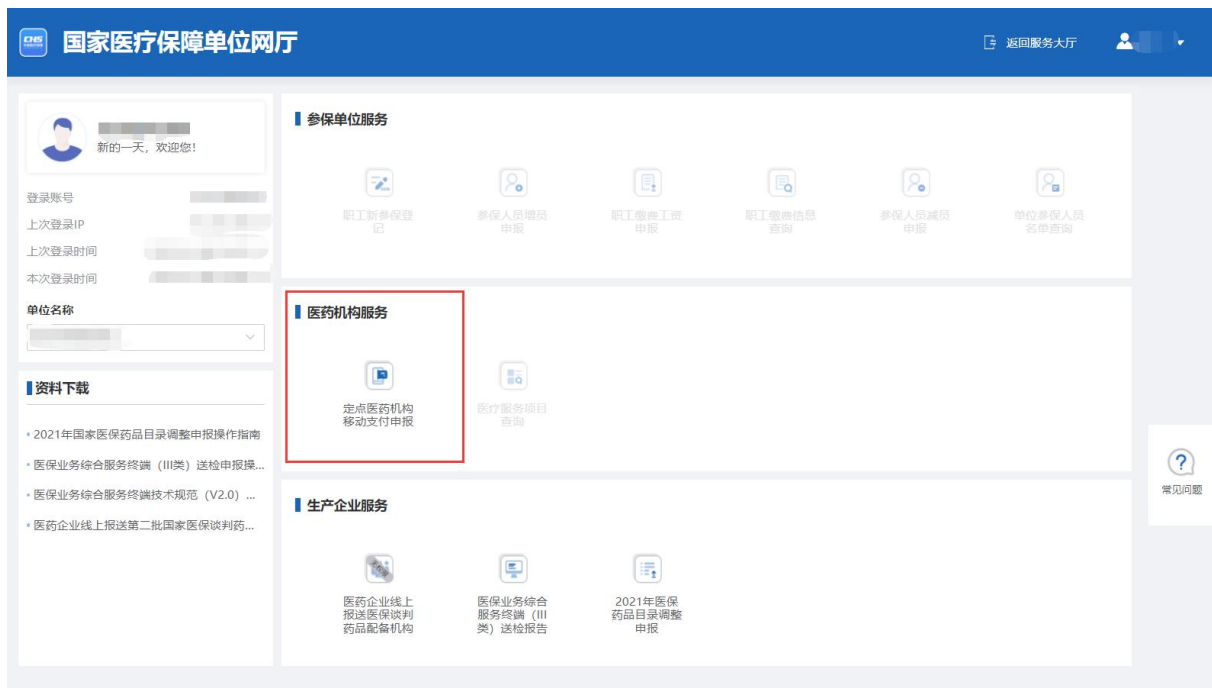 CHS
国家医疗保障单位网厅
返回服务大厅
新的一天，欢迎您！
登录账号
上次登录IP
上次登录时间
本次登录时间
单位名称
资料下载
2021年国家医保药品目录调整申报操作指南
医保业务综合服务终端（III类）送检申报操...
医保业务综合服务终端技术规范（V2.0）...
医药企业线上报送第二批国家医保谈判药...
参保单位服务
职工新参保登
记
参保人员增员
申报
职工缴费工资
申报
职工缴费信息
查询
参保人员减员
申报
单位参保人员
名单查询
医药机构服务
定点医药机构
移动支付申报
医疗服务项目
查询
生产企业服务
医药企业线上
报送医保谈判
药品配备机构
医保业务综合
服务终端（III
类）送检报告
2021年医保
药品目录调整
申报
常见问题